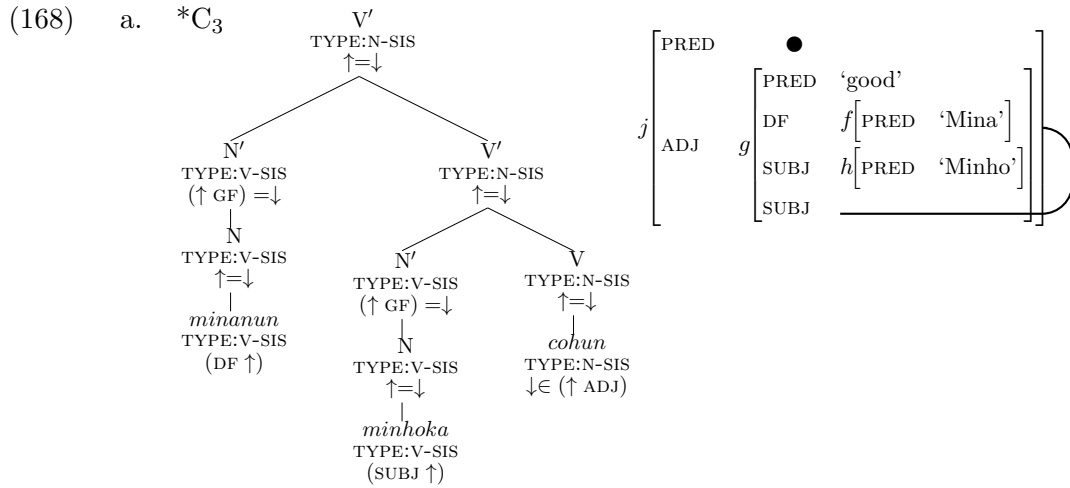 (168) a. *C₃
V′
TYPE:N-SIS
↑=↓
N′ V′
TYPE:V-SIS TYPE:N-SIS
(↑ GF) =↓ ↑=↓
N N′ V
TYPE:V-SIS TYPE:V-SIS TYPE:N-SIS
↑=↓ (↑ GF) =↓ ↑=↓
minanun N cohun
TYPE:V-SIS TYPE:V-SIS TYPE:N-SIS
(DF ↑) ↑=↓ ↓∈ (↑ ADJ)
minhoka
TYPE:V-SIS
(SUBJ ↑)
j [PRED ●
ADJ g [PRED ‘good’
DF f[PRED ‘Mina’]
SUBJ h[PRED ‘Minho’]
SUBJ ]]